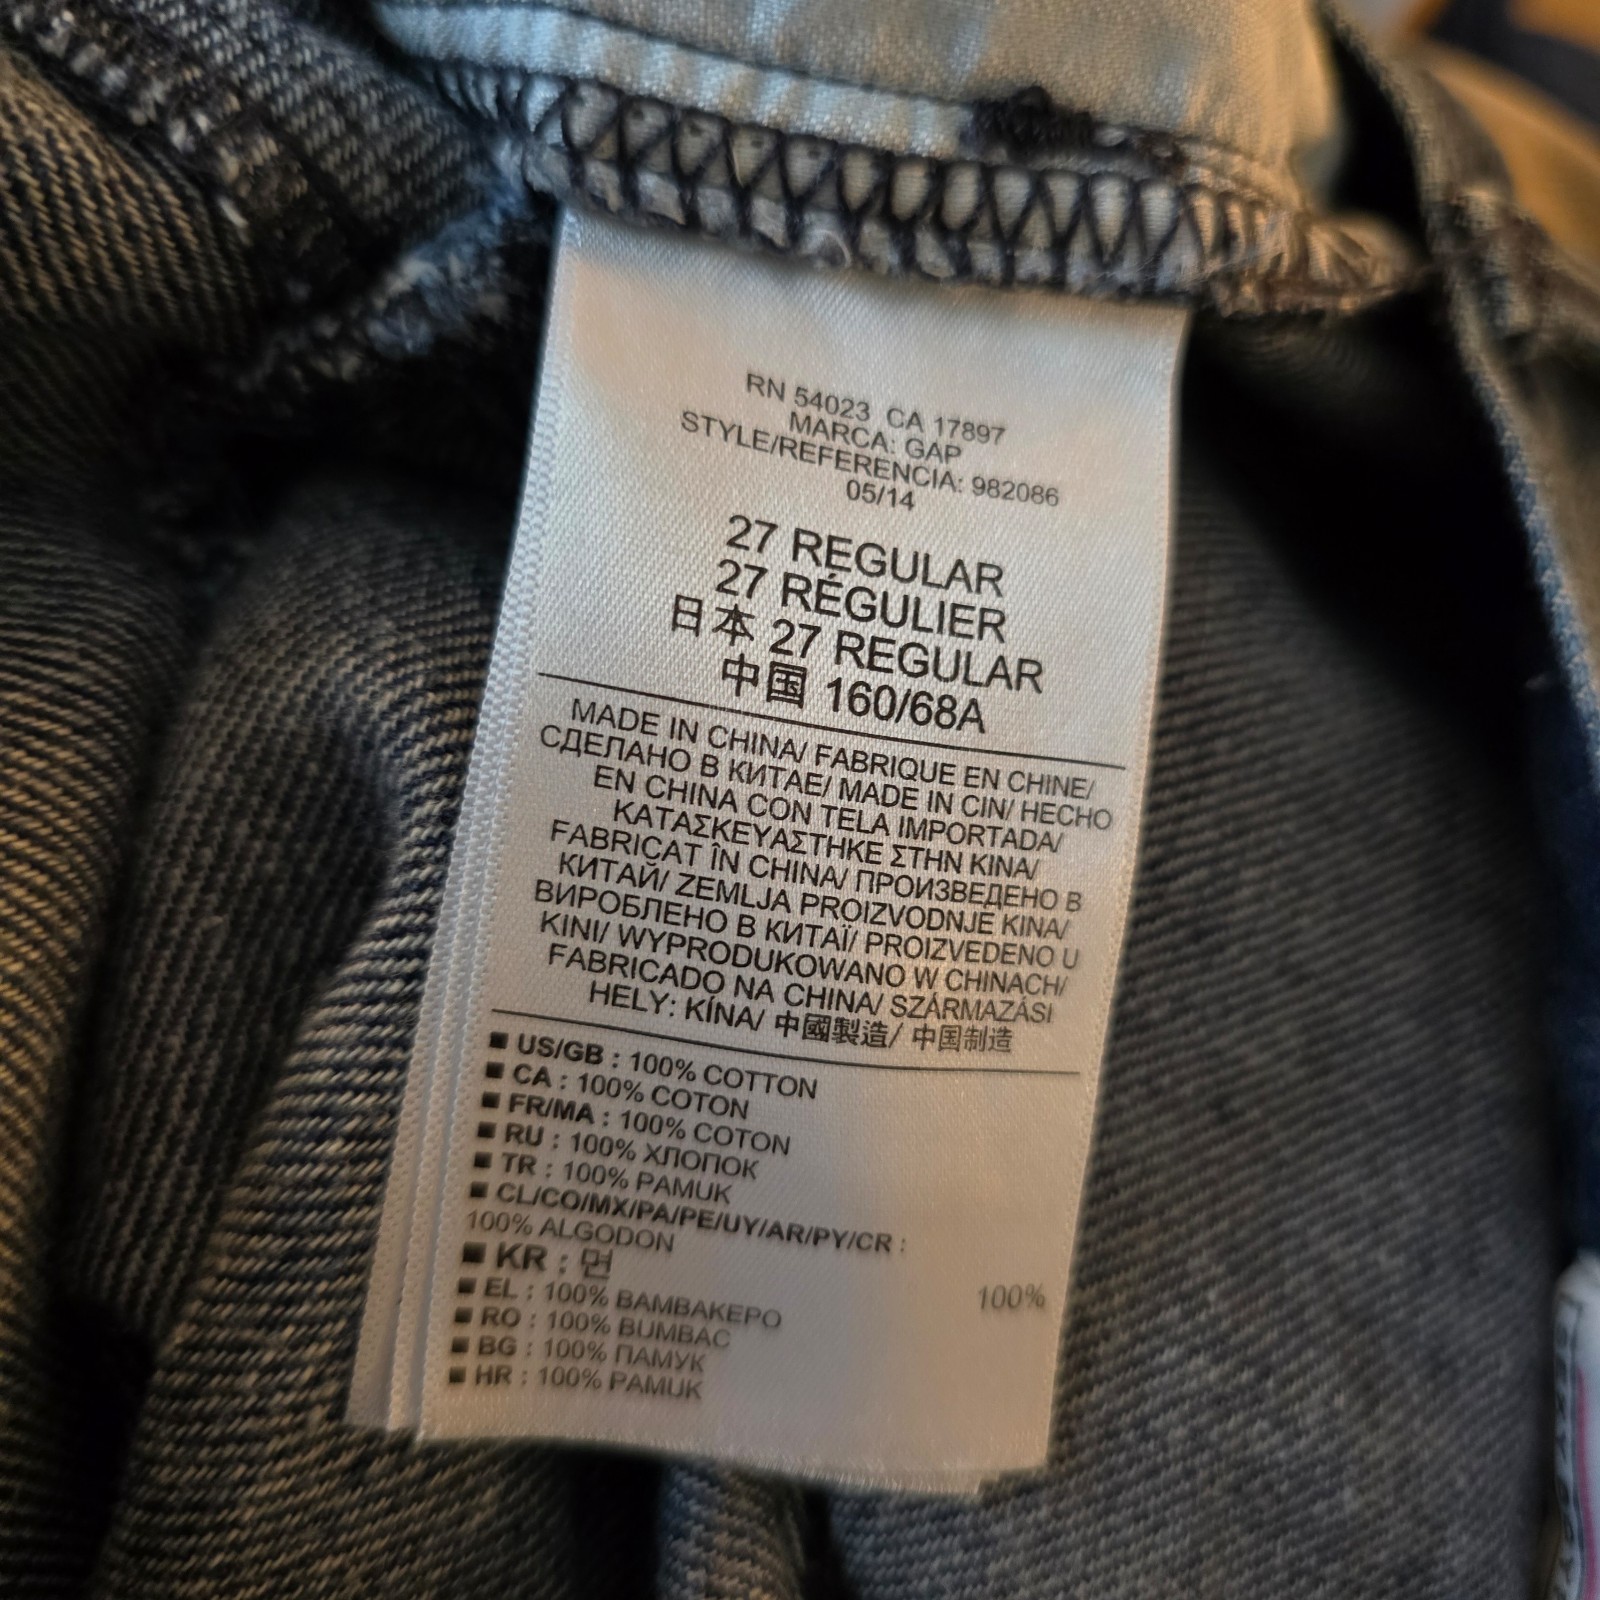 RN 54023 CA 17897
MARCA: GAP
STYLE/REFERENCIA: 982086
05/14
27 REGULAR
27 RÉGULIER
日本 27 REGULAR
中国 160/68A
MADE IN CHINA/ FABRIQUE EN CHINE/
СДЕЛАНО В КИТАЕ/ MADE IN CIN/ HECHO
EN CHINA CON TELA IMPORTADA/
ΚΑΤΑΣΚΕΥΑΣΤΗΚΕ ΣΤΗΝ ΚΙΝΑ/
FABRICAT ÎN CHINA/ ПРОИЗВЕДЕНО В
КИТАЙ/ ZEMLJA PROIZVODNJE KINA/
ВИРОБЛЕНО В КИТАЇ/ PROIZVEDENO U
KINI/ WYPRODUKOWANO W CHINACH/
FABRICADO NA CHINA/ SZÁRMAZÁSI
HELY: KÍNA/ 中國製造/ 中国制造
■ US/GB : 100% COTTON
■ CA : 100% COTON
■ FR/MA : 100% COTON
■ RU : 100% ХЛОПОК
■ TR : 100% PAMUK
■ CL/CO/MX/PA/PE/UY/AR/PY/CR :
100% ALGODON
■ KR : 면 100%
■ EL : 100% ΒΑΜΒΑΚΕΡΟ
■ RO : 100% BUMBAC
■ BG : 100% ПАМУК
■ HR : 100% PAMUK